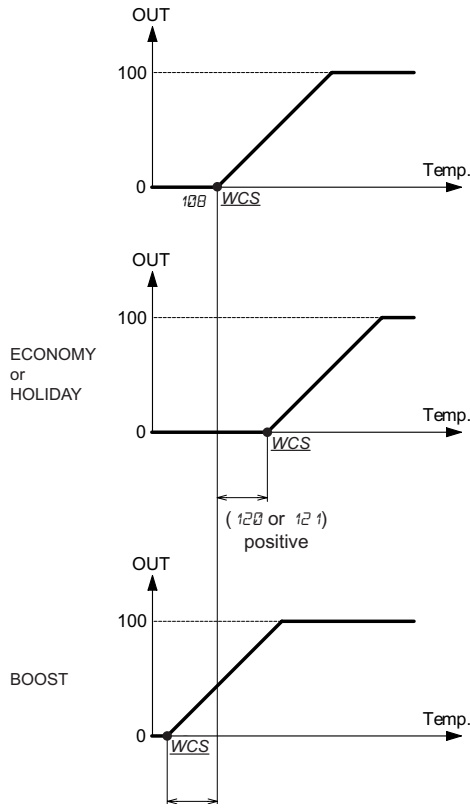 OUT
100
Temp.
0
108 WCS
OUT
100
ECONOMY
or
HOLIDAY
Temp.
0
WCS
( 120 or 121)
positive
OUT
100
BOOST
Temp.
0
WCS